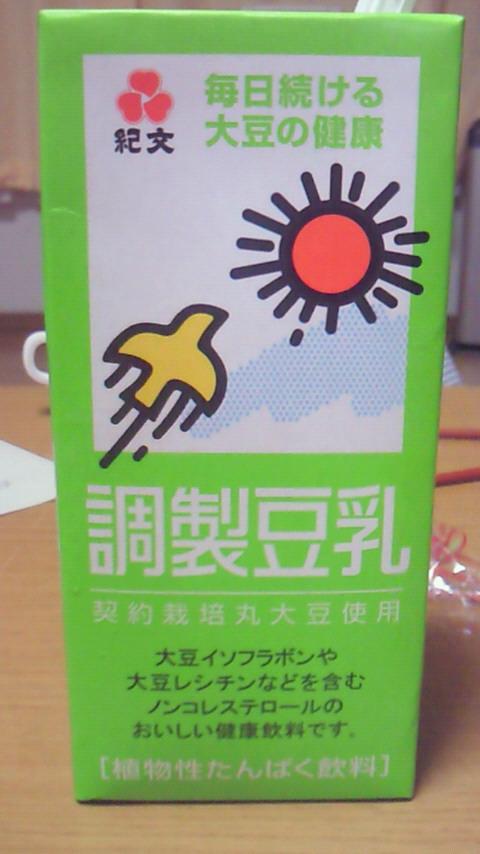 紀文
毎日続ける
大豆の健康
調製豆乳
契約栽培丸大豆使用
大豆イソフラボンや
大豆レシチンなどを含む
ノンコレステロールの
おいしい健康飲料です。
[植物性たんぱく飲料]